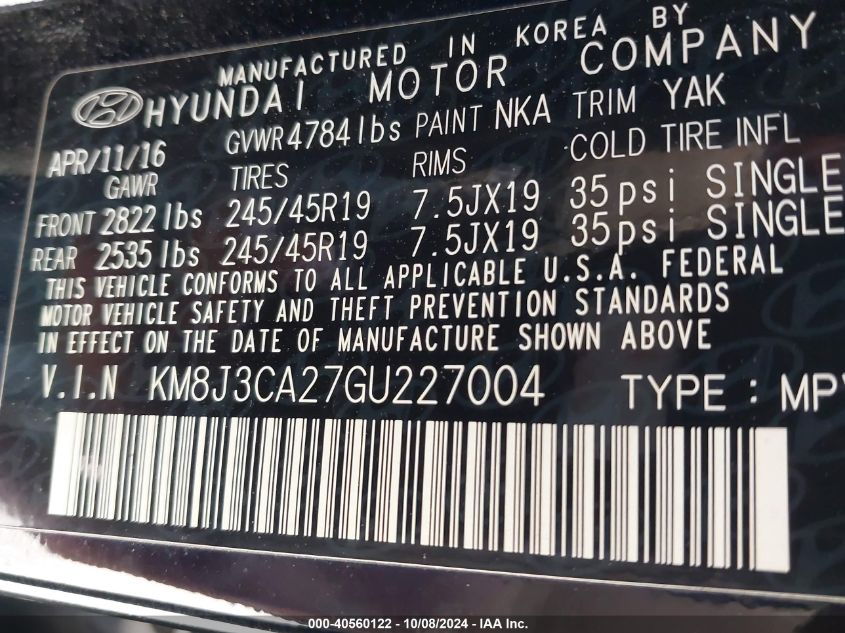 MANUFACTURED IN KOREA BY
HYUNDAI MOTOR COMPANY
APR/11/16 GVWR 4784 lbs PAINT NKA TRIM YAK
GAWR TIRES RIMS COLD TIRE INFL
FRONT 2822 lbs 245/45R19 7.5JX19 35psi SINGLE
REAR 2535 lbs 245/45R19 7.5JX19 35psi SINGLE
THIS VEHICLE CONFORMS TO ALL APPLICABLE U.S.A. FEDERAL
MOTOR VEHICLE SAFETY AND THEFT PREVENTION STANDARDS
IN EFFECT ON THE DATE OF MANUFACTURE SHOWN ABOVE
V.I.N KM8J3CA27GU227004 TYPE : MPV
000-40560122 - 10/08/2024 - IAA Inc.